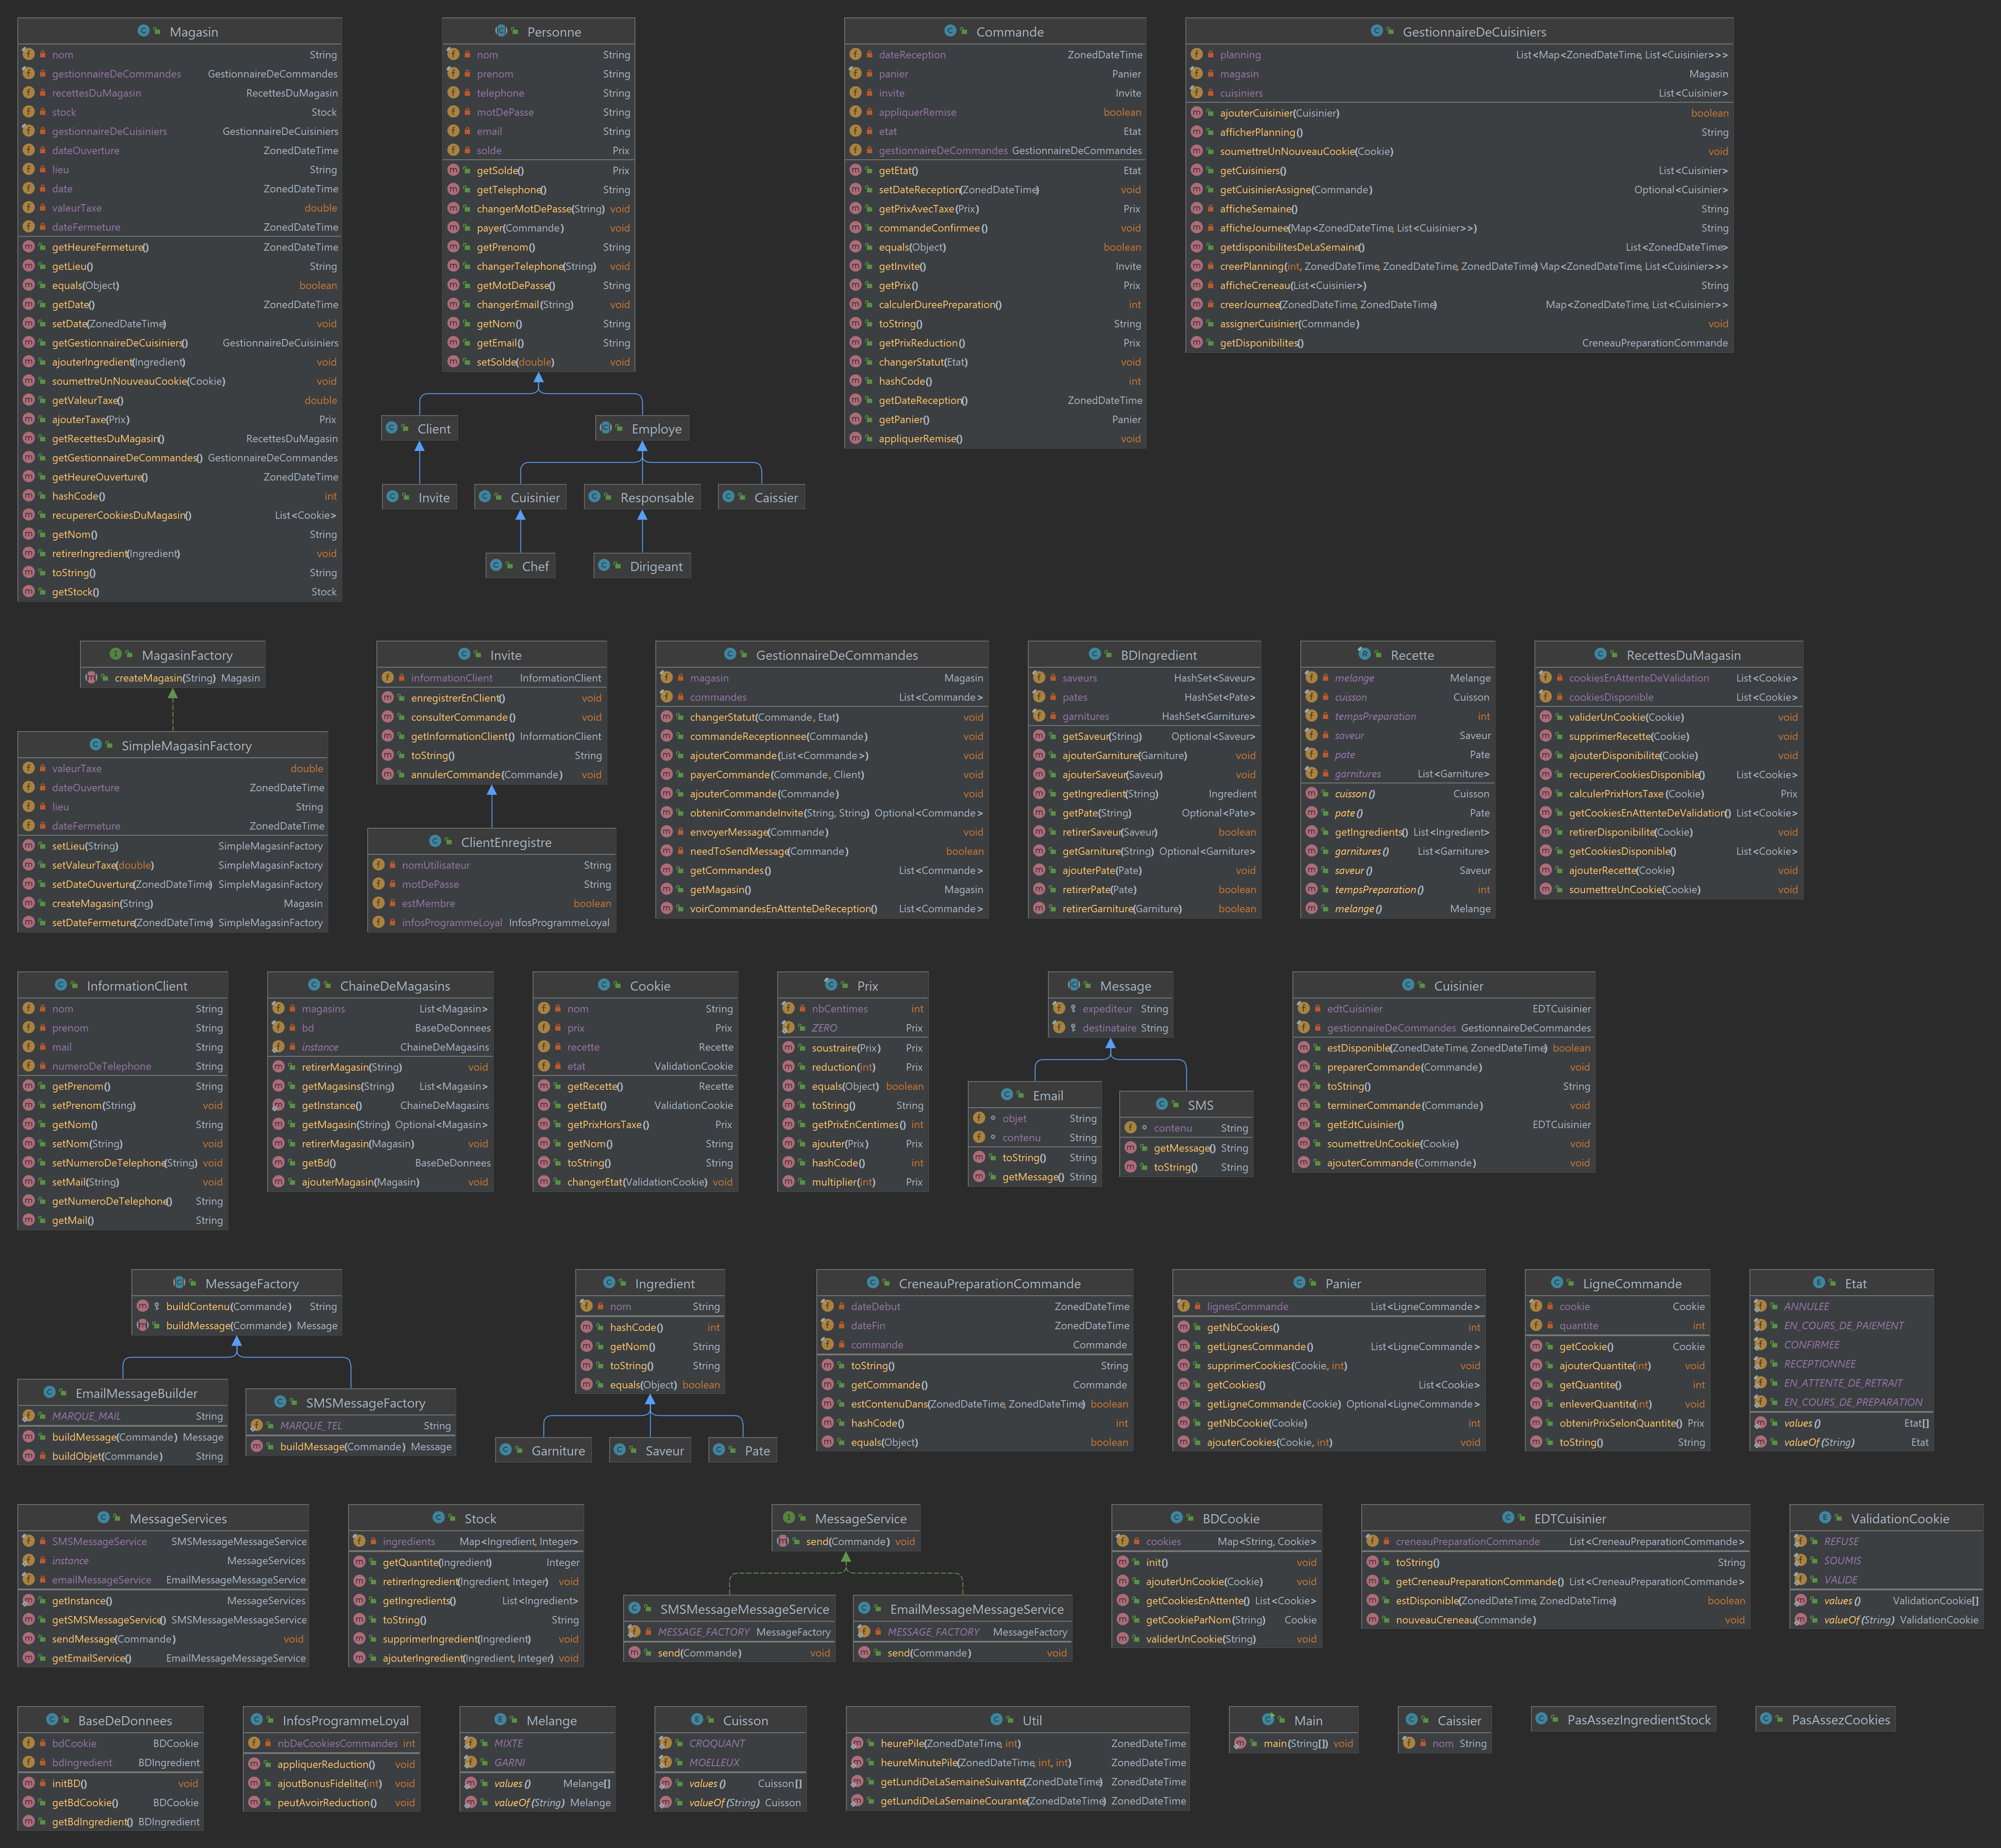 Magasin
nom String
gestionnaireDeCommandes GestionnaireDeCommandes
recettesDuMagasin RecettesDuMagasin
stock Stock
gestionnaireDeCuisiniers GestionnaireDeCuisiniers
dateOuverture ZonedDateTime
lieu String
date ZonedDateTime
valeurTaxe double
dateFermeture ZonedDateTime
getHeureFermeture() ZonedDateTime
getLieu() String
equals(Object) boolean
getDate() ZonedDateTime
setDate(ZonedDateTime) void
getGestionnaireDeCuisiniers() GestionnaireDeCuisiniers
ajouterIngredient(Ingredient) void
soumettreUnNouveauCookie(Cookie) void
getValeurTaxe() double
ajouterTaxe(Prix) Prix
getRecettesDuMagasin() RecettesDuMagasin
getGestionnaireDeCommandes() GestionnaireDeCommandes
getHeureOuverture() ZonedDateTime
hashCode() int
recupererCookiesDuMagasin() List<Cookie>
getNom() String
retirerIngredient(Ingredient) void
toString() String
getStock() Stock
Personne
nom String
prenom String
telephone String
motDePasse String
email String
solde Prix
getSolde() Prix
getTelephone() String
changerMotDePasse(String) void
payer(Commande) void
getPrenom() String
changerTelephone(String) void
getMotDePasse() String
changerEmail(String) void
getNom() String
getEmail() String
setSolde(double) void
Client
Employe
Invite
Cuisinier
Responsable
Caissier
Chef
Dirigeant
Commande
dateReception ZonedDateTime
panier Panier
invite Invite
appliquerRemise boolean
etat Etat
gestionnaireDeCommandes GestionnaireDeCommandes
getEtat() Etat
setDateReception(ZonedDateTime) void
getPrixAvecTaxe(Prix) Prix
commandeConfirmee() void
equals(Object) boolean
getInvite() Invite
getPrix() Prix
calculerDureePreparation() int
toString() String
getPrixReduction() Prix
changerStatut(Etat) void
hashCode() int
getDateReception() ZonedDateTime
getPanier() Panier
appliquerRemise() void
GestionnaireDeCuisiniers
planning List<Map<ZonedDateTime, List<Cuisinier>>>
magasin Magasin
cuisiniers List<Cuisinier>
ajouterCuisinier(Cuisinier) boolean
afficherPlanning() String
soumettreUnNouveauCookie(Cookie) void
getCuisiniers() List<Cuisinier>
getCuisinierAssigne(Commande) Optional<Cuisinier>
afficheSemaine() String
afficheJournee(Map<ZonedDateTime, List<Cuisinier>>) String
getdisponibilitesDeLaSemaine() List<ZonedDateTime>
creerPlanning(int, ZonedDateTime, ZonedDateTime, ZonedDateTime) Map<ZonedDateTime, List<Cuisinier>>>
afficheCreneau(List<Cuisinier>) String
creerJournee(ZonedDateTime, ZonedDateTime) Map<ZonedDateTime, List<Cuisinier>>
assignerCuisinier(Commande) void
getDisponibilites() CreneauPreparationCommande
MagasinFactory
createMagasin(String) Magasin
SimpleMagasinFactory
valeurTaxe double
dateOuverture ZonedDateTime
lieu String
dateFermeture ZonedDateTime
setLieu(String) SimpleMagasinFactory
setValeurTaxe(double) SimpleMagasinFactory
setDateOuverture(ZonedDateTime) SimpleMagasinFactory
createMagasin(String) Magasin
setDateFermeture(ZonedDateTime) SimpleMagasinFactory
Invite
informationClient InformationClient
enregistrerEnClient() void
consulterCommande() void
getInformationClient() InformationClient
toString() String
annulerCommande(Commande) void
ClientEnregistre
nomUtilisateur String
motDePasse String
estMembre boolean
infosProgrammeLoyal InfosProgrammeLoyal
GestionnaireDeCommandes
magasin Magasin
commandes List<Commande>
changerStatut(Commande, Etat) void
commandeReceptionnee(Commande) void
ajouterCommande(List<Commande>) void
payerCommande(Commande, Client) void
ajouterCommande(Commande) void
obtenirCommandeInvite(String, String) Optional<Commande>
envoyerMessage(Commande) void
needToSendMessage(Commande) boolean
getCommandes() List<Commande>
getMagasin() Magasin
voirCommandesEnAttenteDeReception() List<Commande>
BDIngredient
saveurs HashSet<Saveur>
pates HashSet<Pate>
garnitures HashSet<Garniture>
getSaveur(String) Optional<Saveur>
ajouterGarniture(Garniture) void
ajouterSaveur(Saveur) void
getIngredient(String) Ingredient
getPate(String) Optional<Pate>
retirerSaveur(Saveur) boolean
getGarniture(String) Optional<Garniture>
ajouterPate(Pate) void
retirerPate(Pate) boolean
retirerGarniture(Garniture) boolean
Recette
melange Melange
cuisson Cuisson
tempsPreparation int
saveur Saveur
pate Pate
garnitures List<Garniture>
cuisson() Cuisson
pate() Pate
getIngredients() List<Ingredient>
garnitures() List<Garniture>
saveur() Saveur
tempsPreparation() int
melange() Melange
RecettesDuMagasin
cookiesEnAttenteDeValidation List<Cookie>
cookiesDisponible List<Cookie>
validerUnCookie(Cookie) void
supprimerRecette(Cookie) void
ajouterDisponibilite(Cookie) void
recupererCookiesDisponible() List<Cookie>
calculerPrixHorsTaxe(Cookie) Prix
getCookiesEnAttenteDeValidation() List<Cookie>
retirerDisponibilite(Cookie) void
getCookiesDisponible() List<Cookie>
ajouterRecette(Cookie) void
soumettreUnCookie(Cookie) void
InformationClient
nom String
prenom String
mail String
numeroDeTelephone String
getPrenom() String
setPrenom(String) void
getNom() String
setNom(String) void
setNumeroDeTelephone(String) void
setMail(String) void
getNumeroDeTelephone() String
getMail() String
ChaineDeMagasins
magasins List<Magasin>
bd BaseDeDonnees
instance ChaineDeMagasins
retirerMagasin(String) void
getMagasins(String) List<Magasin>
getInstance() ChaineDeMagasins
getMagasin(String) Optional<Magasin>
retirerMagasin(Magasin) void
getBd() BaseDeDonnees
ajouterMagasin(Magasin) void
Cookie
nom String
prix Prix
recette Recette
etat ValidationCookie
getRecette() Recette
getEtat() ValidationCookie
getPrixHorsTaxe() Prix
getNom() String
toString() String
changerEtat(ValidationCookie) void
Prix
nbCentimes int
ZERO Prix
soustraire(Prix) Prix
reduction(int) Prix
equals(Object) boolean
toString() String
getPrixEnCentimes() int
ajouter(Prix) Prix
hashCode() int
multiplier(int) Prix
Message
expediteur String
destinataire String
Email
objet String
contenu String
toString() String
getMessage() String
SMS
contenu String
getMessage() String
toString() String
Cuisinier
edtCuisinier EDTCuisinier
gestionnaireDeCommandes GestionnaireDeCommandes
estDisponible(ZonedDateTime, ZonedDateTime) boolean
preparerCommande(Commande) void
toString() String
terminerCommande(Commande) void
getEdtCuisinier() EDTCuisinier
soumettreUnCookie(Cookie) void
ajouterCommande(Commande) void
MessageFactory
buildContenu(Commande) String
buildMessage(Commande) Message
EmailMessageBuilder
MARQUE_MAIL String
buildMessage(Commande) Message
buildObjet(Commande) String
SMSMessageFactory
MARQUE_TEL String
buildMessage(Commande) Message
Ingredient
nom String
hashCode() int
getNom() String
toString() String
equals(Object) boolean
Garniture
Saveur
Pate
CreneauPreparationCommande
dateDebut ZonedDateTime
dateFin ZonedDateTime
commande Commande
toString() String
getCommande() Commande
estContenuDans(ZonedDateTime, ZonedDateTime) boolean
hashCode() int
equals(Object) boolean
Panier
lignesCommande List<LigneCommande>
getNbCookies() int
getLignesCommande() List<LigneCommande>
supprimerCookies(Cookie, int) void
getCookies() List<Cookie>
getLigneCommande(Cookie) Optional<LigneCommande>
getNbCookie(Cookie) int
ajouterCookies(Cookie, int) void
LigneCommande
cookie Cookie
quantite int
getCookie() Cookie
ajouterQuantite(int) void
getQuantite() int
enleverQuantite(int) void
obtenirPrixSelonQuantite() Prix
toString() String
Etat
ANNULEE
EN_COURS_DE_PAIEMENT
CONFIRMEE
RECEPTIONNEE
EN_ATTENTE_DE_RETRAIT
EN_COURS_DE_PREPARATION
values() Etat[]
valueOf(String) Etat
MessageServices
SMSMessageService SMSMessageMessageService
instance MessageServices
emailMessageService EmailMessageMessageService
getInstance() MessageServices
getSMSMessageService() SMSMessageMessageService
sendMessage(Commande) void
getEmailService() EmailMessageMessageService
Stock
ingredients Map<Ingredient, Integer>
getQuantite(Ingredient) Integer
retirerIngredient(Ingredient, Integer) void
getIngredients() List<Ingredient>
toString() String
supprimerIngredient(Ingredient) void
ajouterIngredient(Ingredient, Integer) void
MessageService
send(Commande) void
SMSMessageMessageService
MESSAGE_FACTORY MessageFactory
send(Commande) void
EmailMessageMessageService
MESSAGE_FACTORY MessageFactory
send(Commande) void
BDCookie
cookies Map<String, Cookie>
init() void
ajouterUnCookie(Cookie) void
getCookiesEnAttente() List<Cookie>
getCookieParNom(String) Cookie
validerUnCookie(String) void
EDTCuisinier
creneauPreparationCommande List<CreneauPreparationCommande>
toString() String
getCreneauPreparationCommande() List<CreneauPreparationCommande>
estDisponible(ZonedDateTime, ZonedDateTime) boolean
nouveauCreneau(Commande) void
ValidationCookie
REFUSE
SOUMIS
VALIDE
values() ValidationCookie[]
valueOf(String) ValidationCookie
BaseDeDonnees
bdCookie BDCookie
bdIngredient BDIngredient
initBD() void
getBdCookie() BDCookie
getBdIngredient() BDIngredient
InfosProgrammeLoyal
nbDeCookiesCommandes int
appliquerReduction() void
ajoutBonusFidelite(int) void
peutAvoirReduction() void
Melange
MIXTE
GARNI
values() Melange[]
valueOf(String) Melange
Cuisson
CROQUANT
MOELLEUX
values() Cuisson[]
valueOf(String) Cuisson
Util
heurePile(ZonedDateTime, int) ZonedDateTime
heureMinutePile(ZonedDateTime, int, int) ZonedDateTime
getLundiDeLaSemaineSuivante(ZonedDateTime) ZonedDateTime
getLundiDeLaSemaineCourante(ZonedDateTime) ZonedDateTime
Main
main(String[]) void
Caissier
nom String
PasAssezIngredientStock
PasAssezCookies